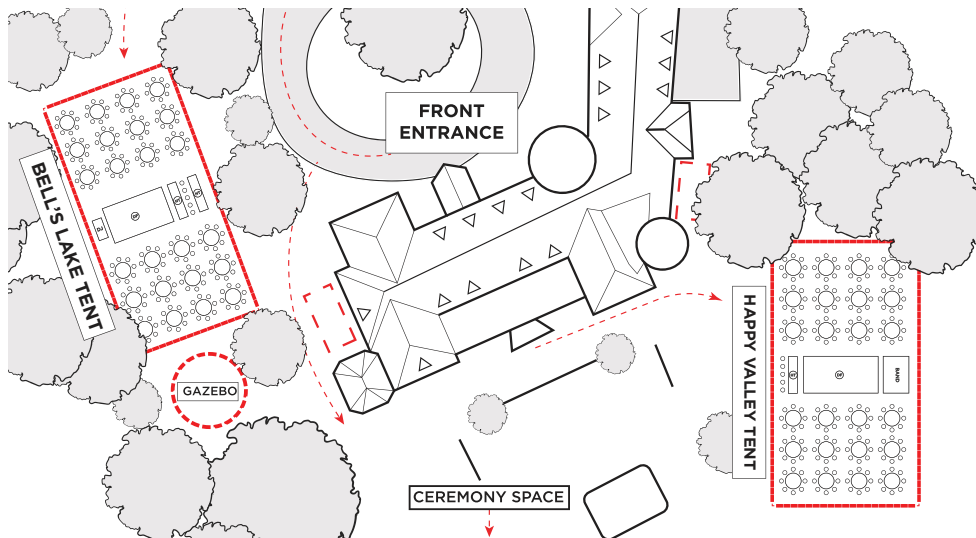 FRONT
ENTRANCE
BELL'S LAKE TENT
GAZEBO
HAPPY VALLEY TENT
BAND
CEREMONY SPACE